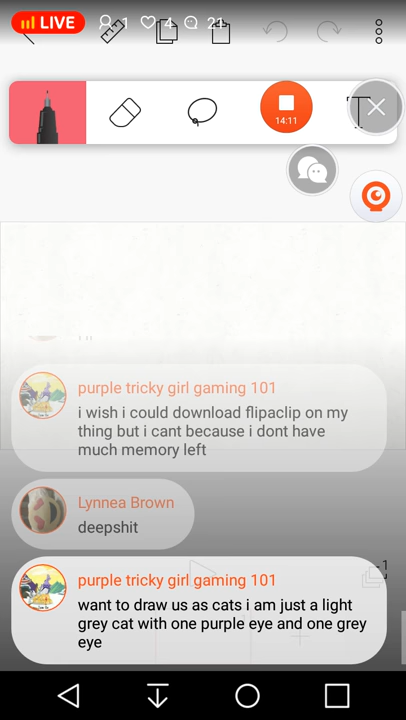 LIVE 1 4 21
14:11
T
purple tricky girl gaming 101
i wish i could download flipaclip on my
thing but i cant because i dont have
much memory left
Lynnea Brown
deepshit
purple tricky girl gaming 101
want to draw us as cats i am just a light
grey cat with one purple eye and one grey
eye
1